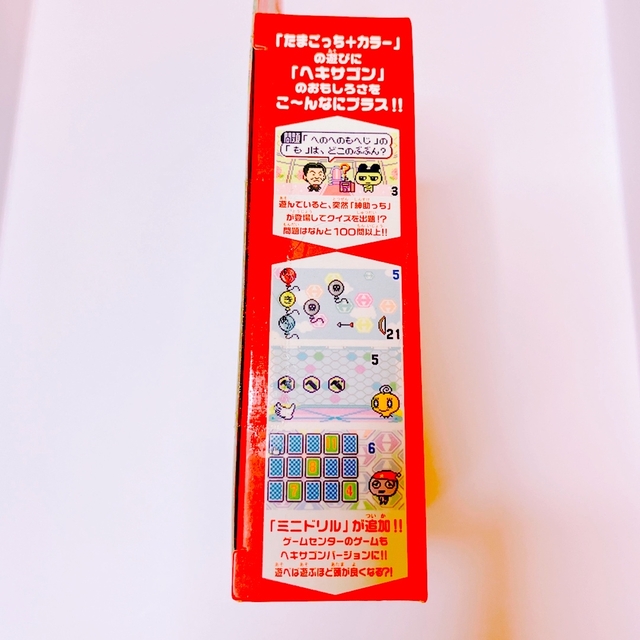 「たまごっち+カラー」
の遊びに
「ヘキサゴン」
のおもしろさを
こ〜んなにプラス!!
問題「へのへのもへじ」の
「も」は、どこのぶぶん?
3
遊んでいると、突然「紳助っち」
が登場してクイズを出題!?
問題はなんと100問以上!!
5
き
21
5
6
「ミニドリル」が追加!!
ゲームセンターのゲームも
ヘキサゴンバージョンに!!
遊べば遊ぶほど頭が良くなる?!